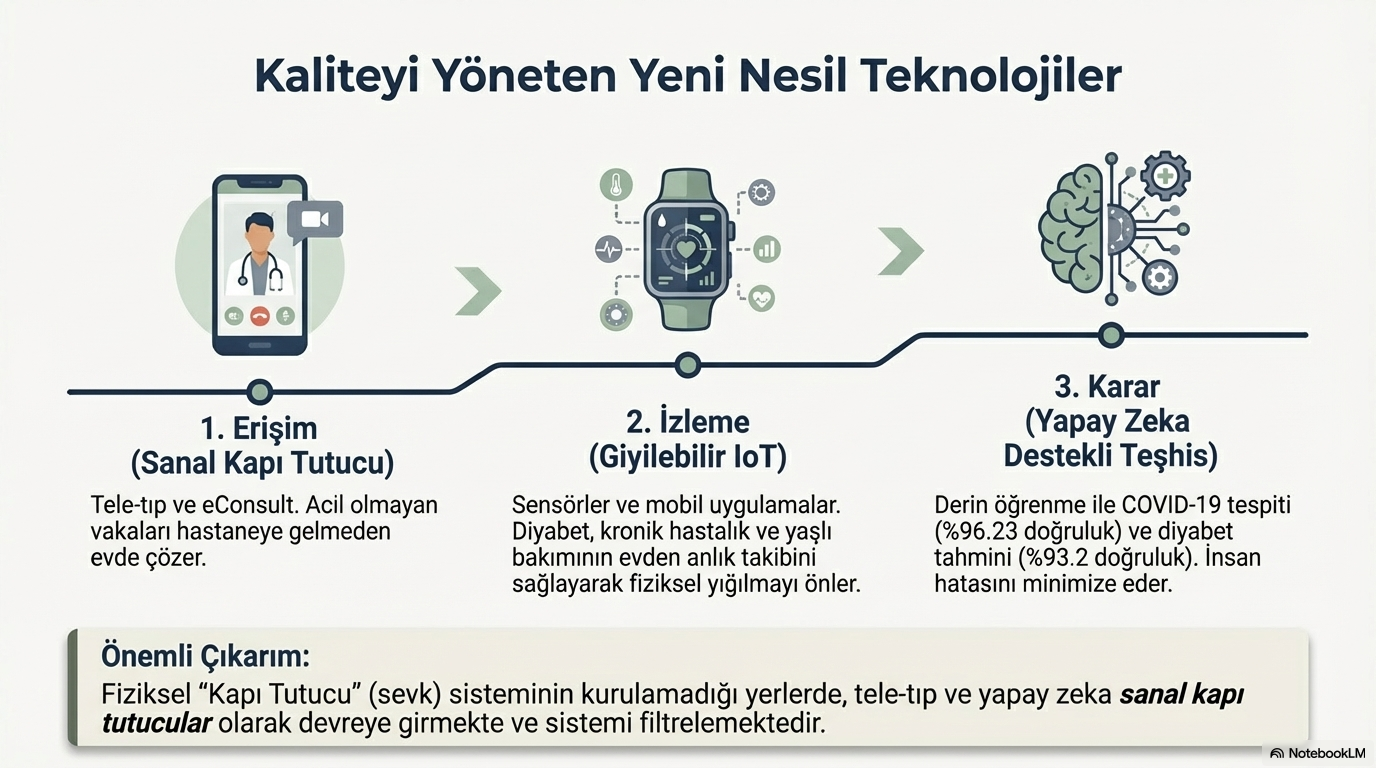 Kaliteyi Yöneten Yeni Nesil Teknolojiler
1. Erişim
(Sanal Kapı Tutucu)
Tele-tıp ve eConsult. Acil olmayan
vakaları hastaneye gelmeden
evde çözer.
2. İzleme
(Giyilebilir IoT)
Sensörler ve mobil uygulamalar.
Diyabet, kronik hastalık ve yaşlı
bakımının evden anlık takibini
sağlayarak fiziksel yığılmayı önler.
3. Karar
(Yapay Zeka
Destekli Teşhis)
Derin öğrenme ile COVID-19 tespiti
(%96.23 doğruluk) ve diyabet
tahmini (%93.2 doğruluk). İnsan
hatasını minimize eder.
Önemli Çıkarım:
Fiziksel “Kapı Tutucu” (sevk) sisteminin kurulamadığı yerlerde, tele-tıp ve yapay zeka sanal kapı
tutucular olarak devreye girmekte ve sistemi filtrelemektedir.
NotebookLM